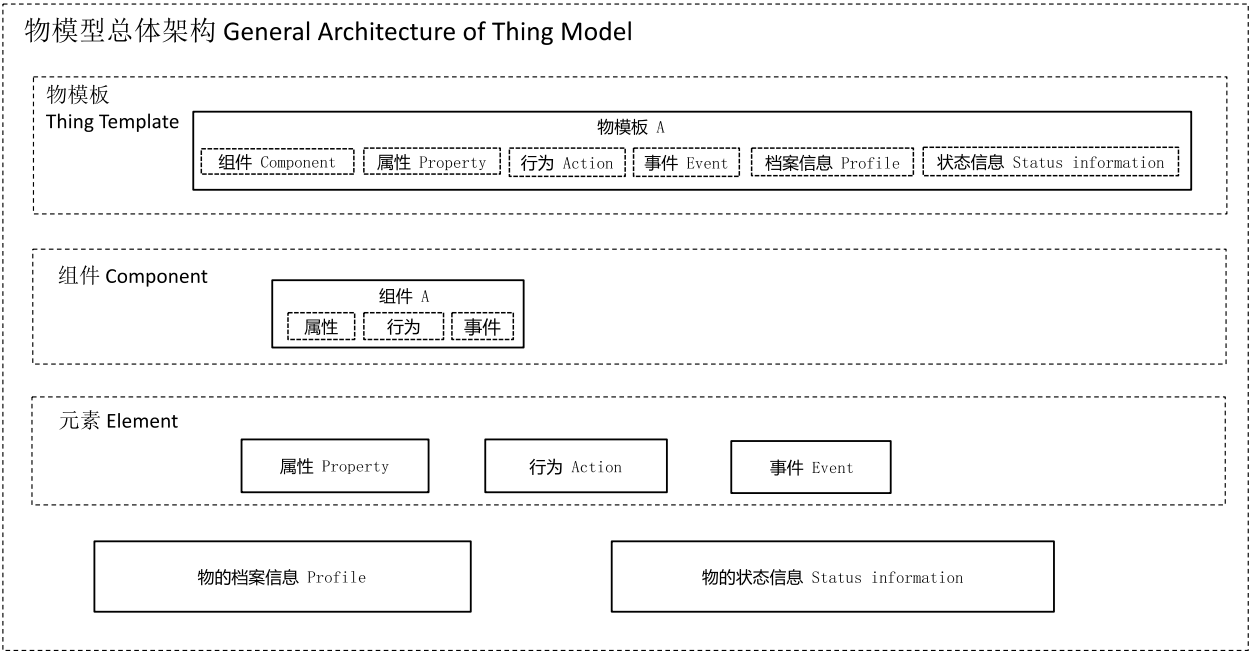 物模型总体架构 General Architecture of Thing Model
物模板
Thing Template
物模板 A
组件 Component
属性 Property
行为 Action
事件 Event
档案信息 Profile
状态信息 Status information
组件 Component
组件 A
属性
行为
事件
元素 Element
属性 Property
行为 Action
事件 Event
物的档案信息 Profile
物的状态信息 Status information